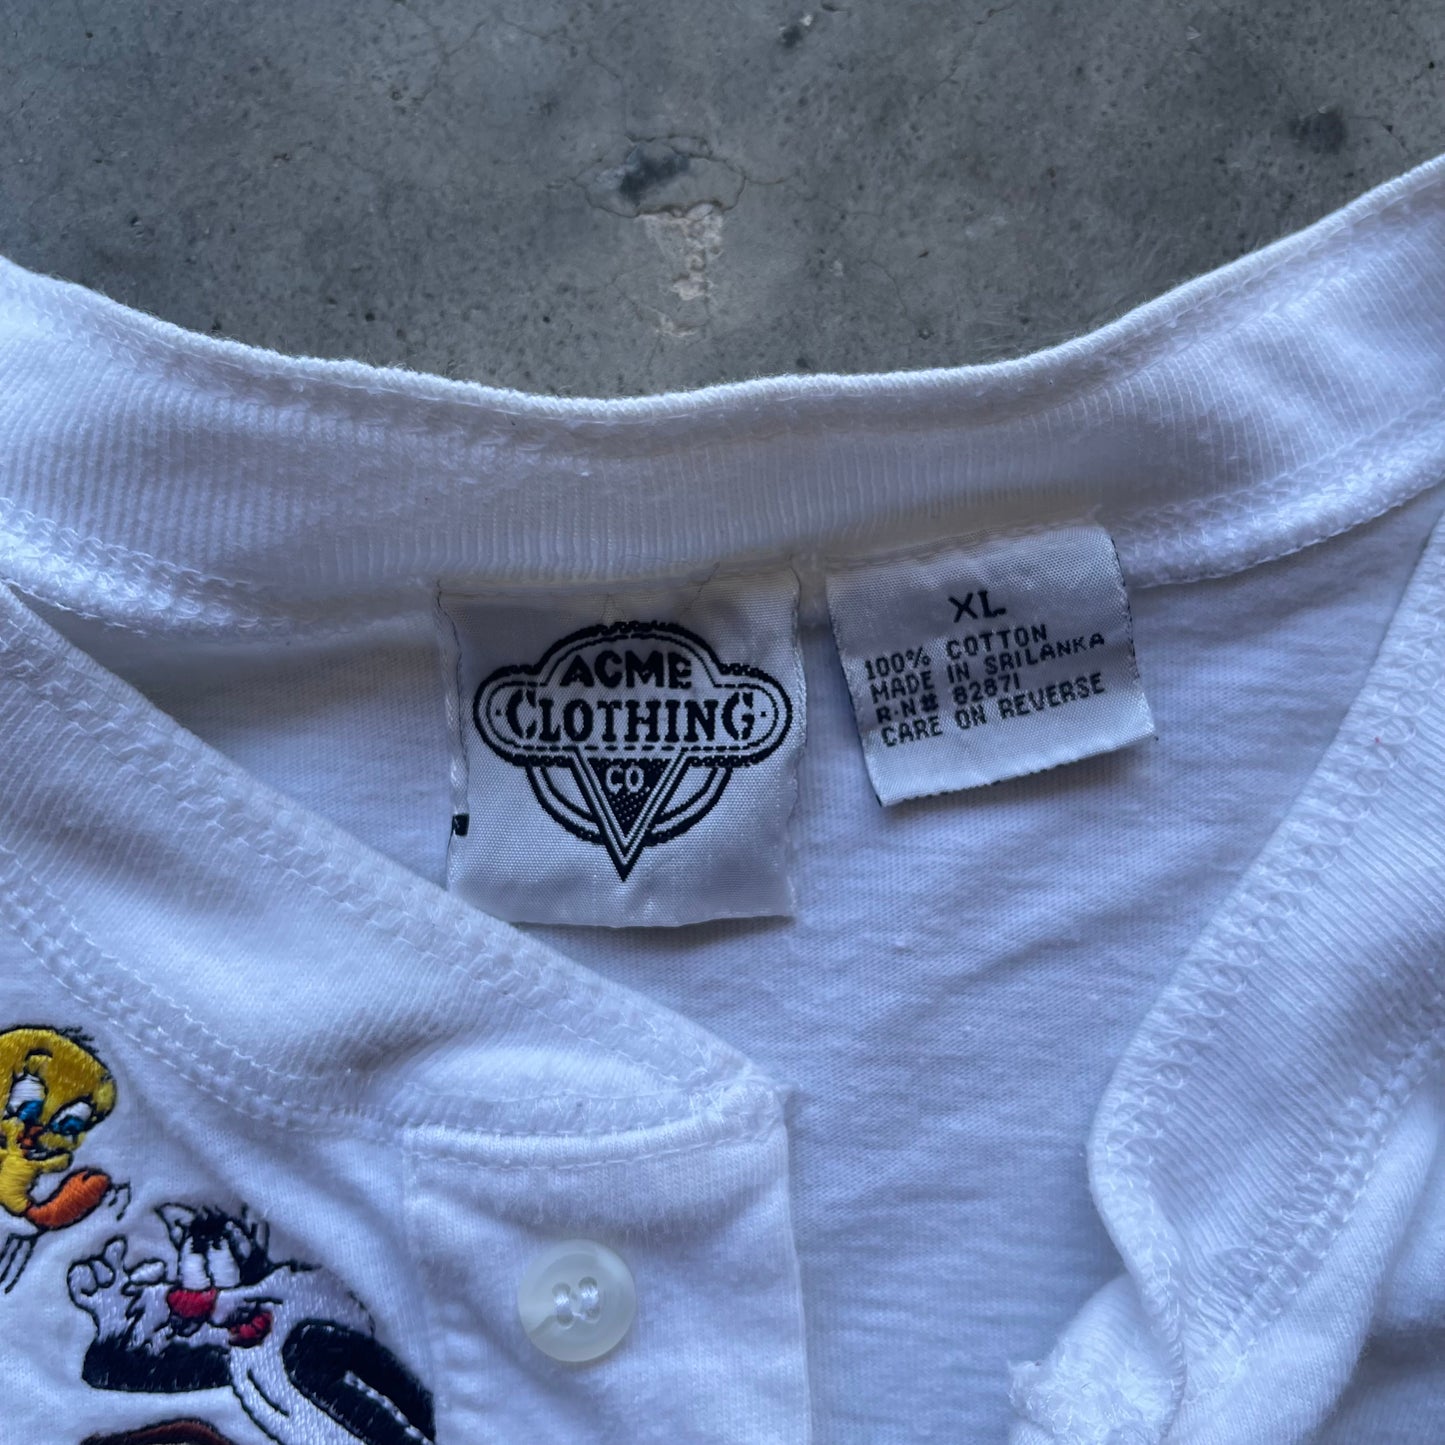 ACME
CLOTHING
CO.
XL
100% COTTON
MADE IN SRILANKA
R.N# 82871
CARE ON REVERSE